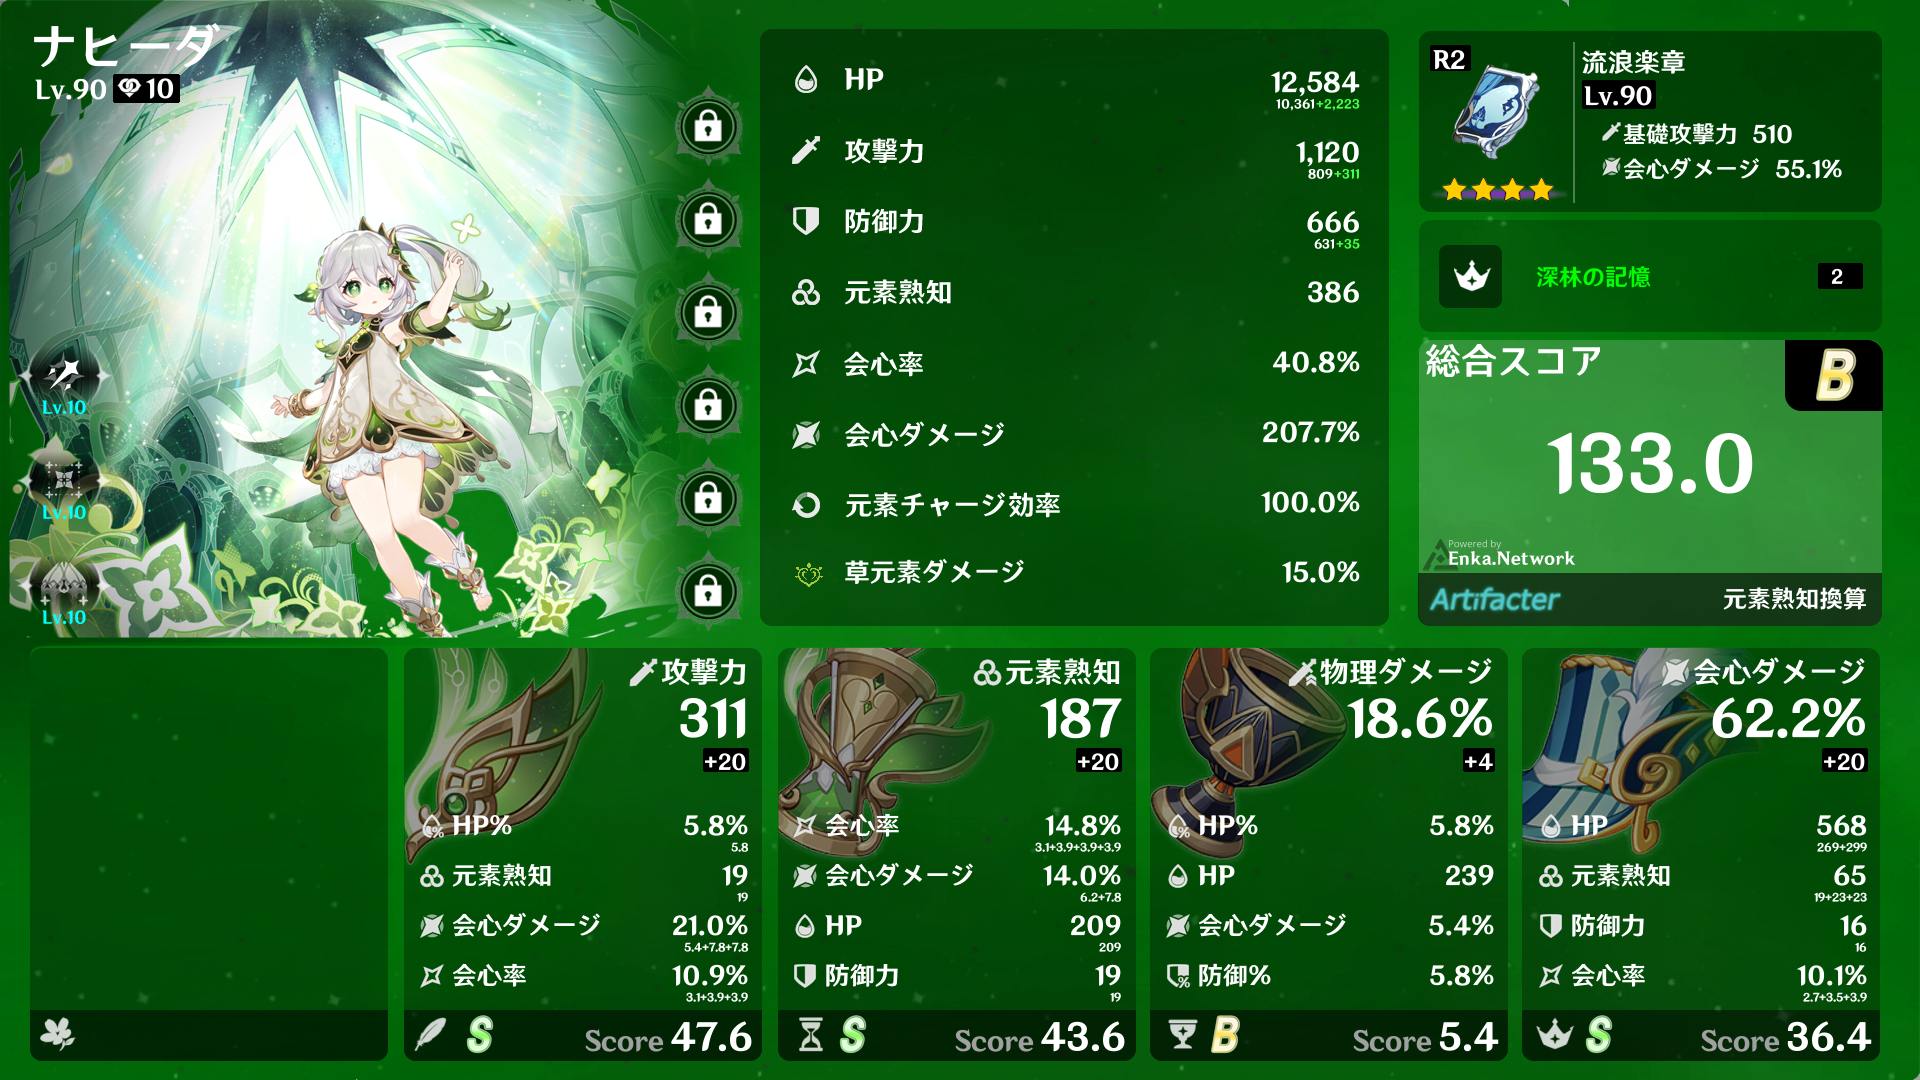 ナヒーダ
Lv.90 10
Lv.10
Lv.10
Lv.10
HP 12,584
10,361+2,223
攻撃力 1,120
809+311
防御力 666
631+35
元素熟知 386
会心率 40.8%
会心ダメージ 207.7%
元素チャージ効率 100.0%
草元素ダメージ 15.0%
R2 流浪楽章
Lv.90
基礎攻撃力 510
会心ダメージ 55.1%
深林の記憶 2
総合スコア B
133.0
Powered by
Enka.Network
Artifacter 元素熟知換算
攻撃力
311
+20
HP% 5.8%
5.8
元素熟知 19
19
会心ダメージ 21.0%
5.4+7.8+7.8
会心率 10.9%
3.1+3.9+3.9
S Score 47.6
元素熟知
187
+20
会心率 14.8%
3.1+3.9+3.9+3.9
会心ダメージ 14.0%
6.2+7.8
HP 209
209
防御力 19
19
S Score 43.6
物理ダメージ
18.6%
+4
HP% 5.8%
HP 239
会心ダメージ 5.4%
防御% 5.8%
B Score 5.4
会心ダメージ
62.2%
+20
HP 568
269+299
元素熟知 65
19+23+23
防御力 16
16
会心率 10.1%
2.7+3.5+3.9
S Score 36.4